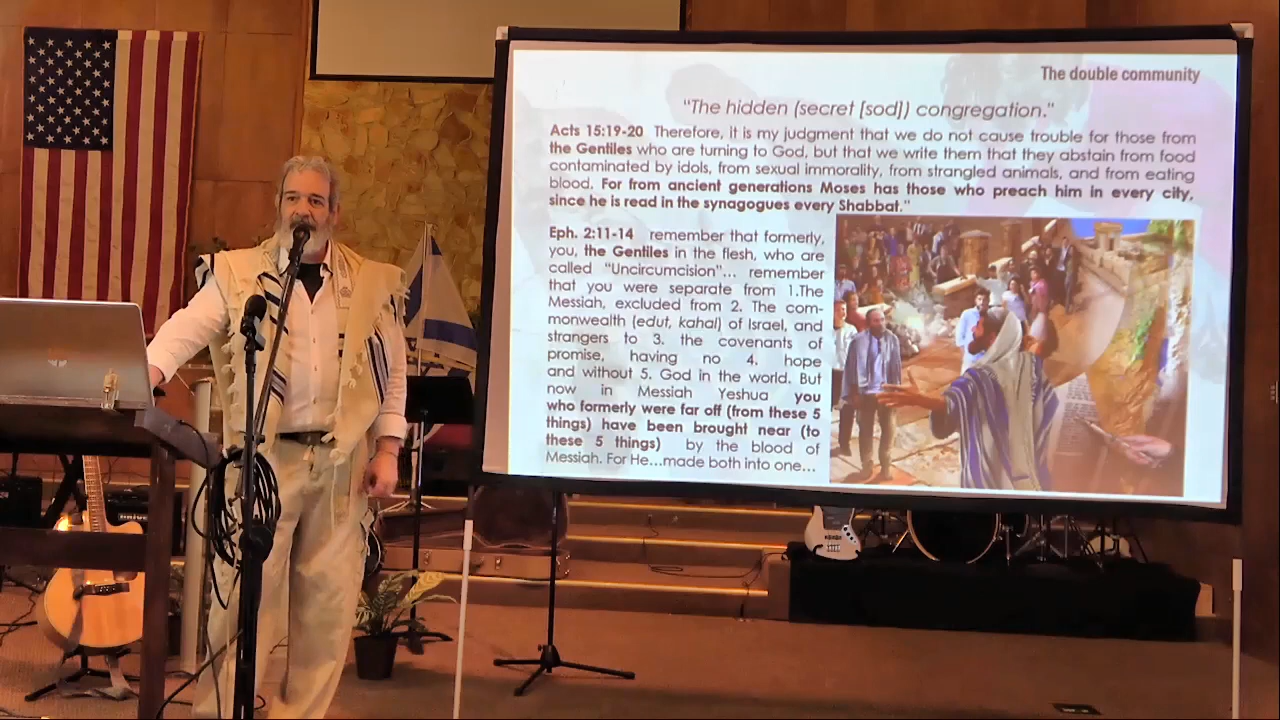 The double community
"The hidden (secret [sod]) congregation."
Acts 15:19-20 Therefore, it is my judgment that we do not cause trouble for those from
the Gentiles who are turning to God, but that we write them that they abstain from food
contaminated by idols, from sexual immorality, from strangled animals, and from eating
blood. For from ancient generations Moses has those who preach him in every city,
since he is read in the synagogues every Shabbat."
Eph. 2:11-14 remember that formerly,
you, the Gentiles in the flesh, who are
called "Uncircumcision"... remember
that you were separate from 1.The
Messiah, excluded from 2. The com-
monwealth (edut, kahal) of Israel, and
strangers to 3. the covenants of
promise, having no 4. hope
and without 5. God in the world. But
now in Messiah Yeshua you
who formerly were far off (from these 5
things) have been brought near (to
these 5 things) by the blood of
Messiah. For He...made both into one...